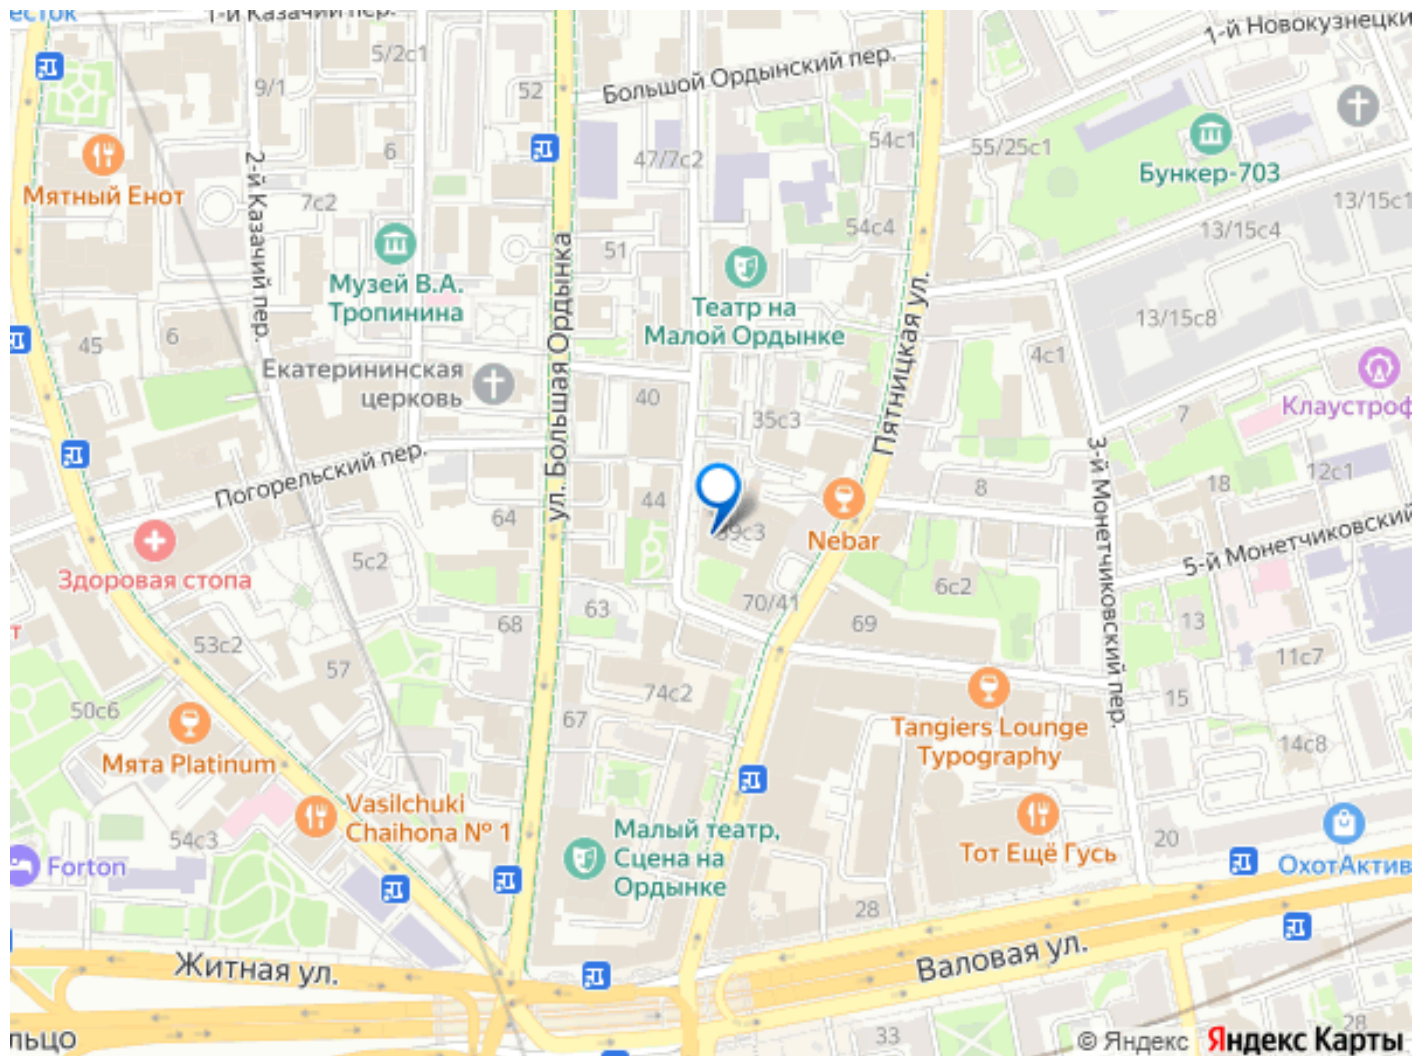 есток
1-й Казачий пер.
5/2с1
9/1
52
Большой Ордынский пер.
1-й Новокузнецки
54с1
55/25с1
Бункер-703
47/7с2
6
2-й Казачий пер.
Мятный Енот
7с2
13/15с1
54с4
13/15с4
51
ул. Большая Ордынка
Музей В.А.
Тропинина
Театр на
Малой Ордынке
Пятницкая ул.
13/15с8
45
6
4с1
Екатерининская
церковь
40
35с3
7
Клаустроф
Погорельский пер.
3-й Монетчиковский пер.
12с1
18
8
44
64
39с3
Nebar
5-й Монетчиковский
Здоровая стопа
5с2
6с2
63
70/41
69
13
т
68
53с2
57
11с7
74с2
15
50с6
67
Tangiers Lounge
Typography
14с8
Мята Platinum
Vasilchuki
Chaihona № 1
Малый театр,
Сцена на
Ордынке
54с3
20
Тот Ещё Гусь
ОхотАктив
Forton
28
Житная ул.
Валовая ул.
льцо
33
28
© Яндекс Яндекс Карты